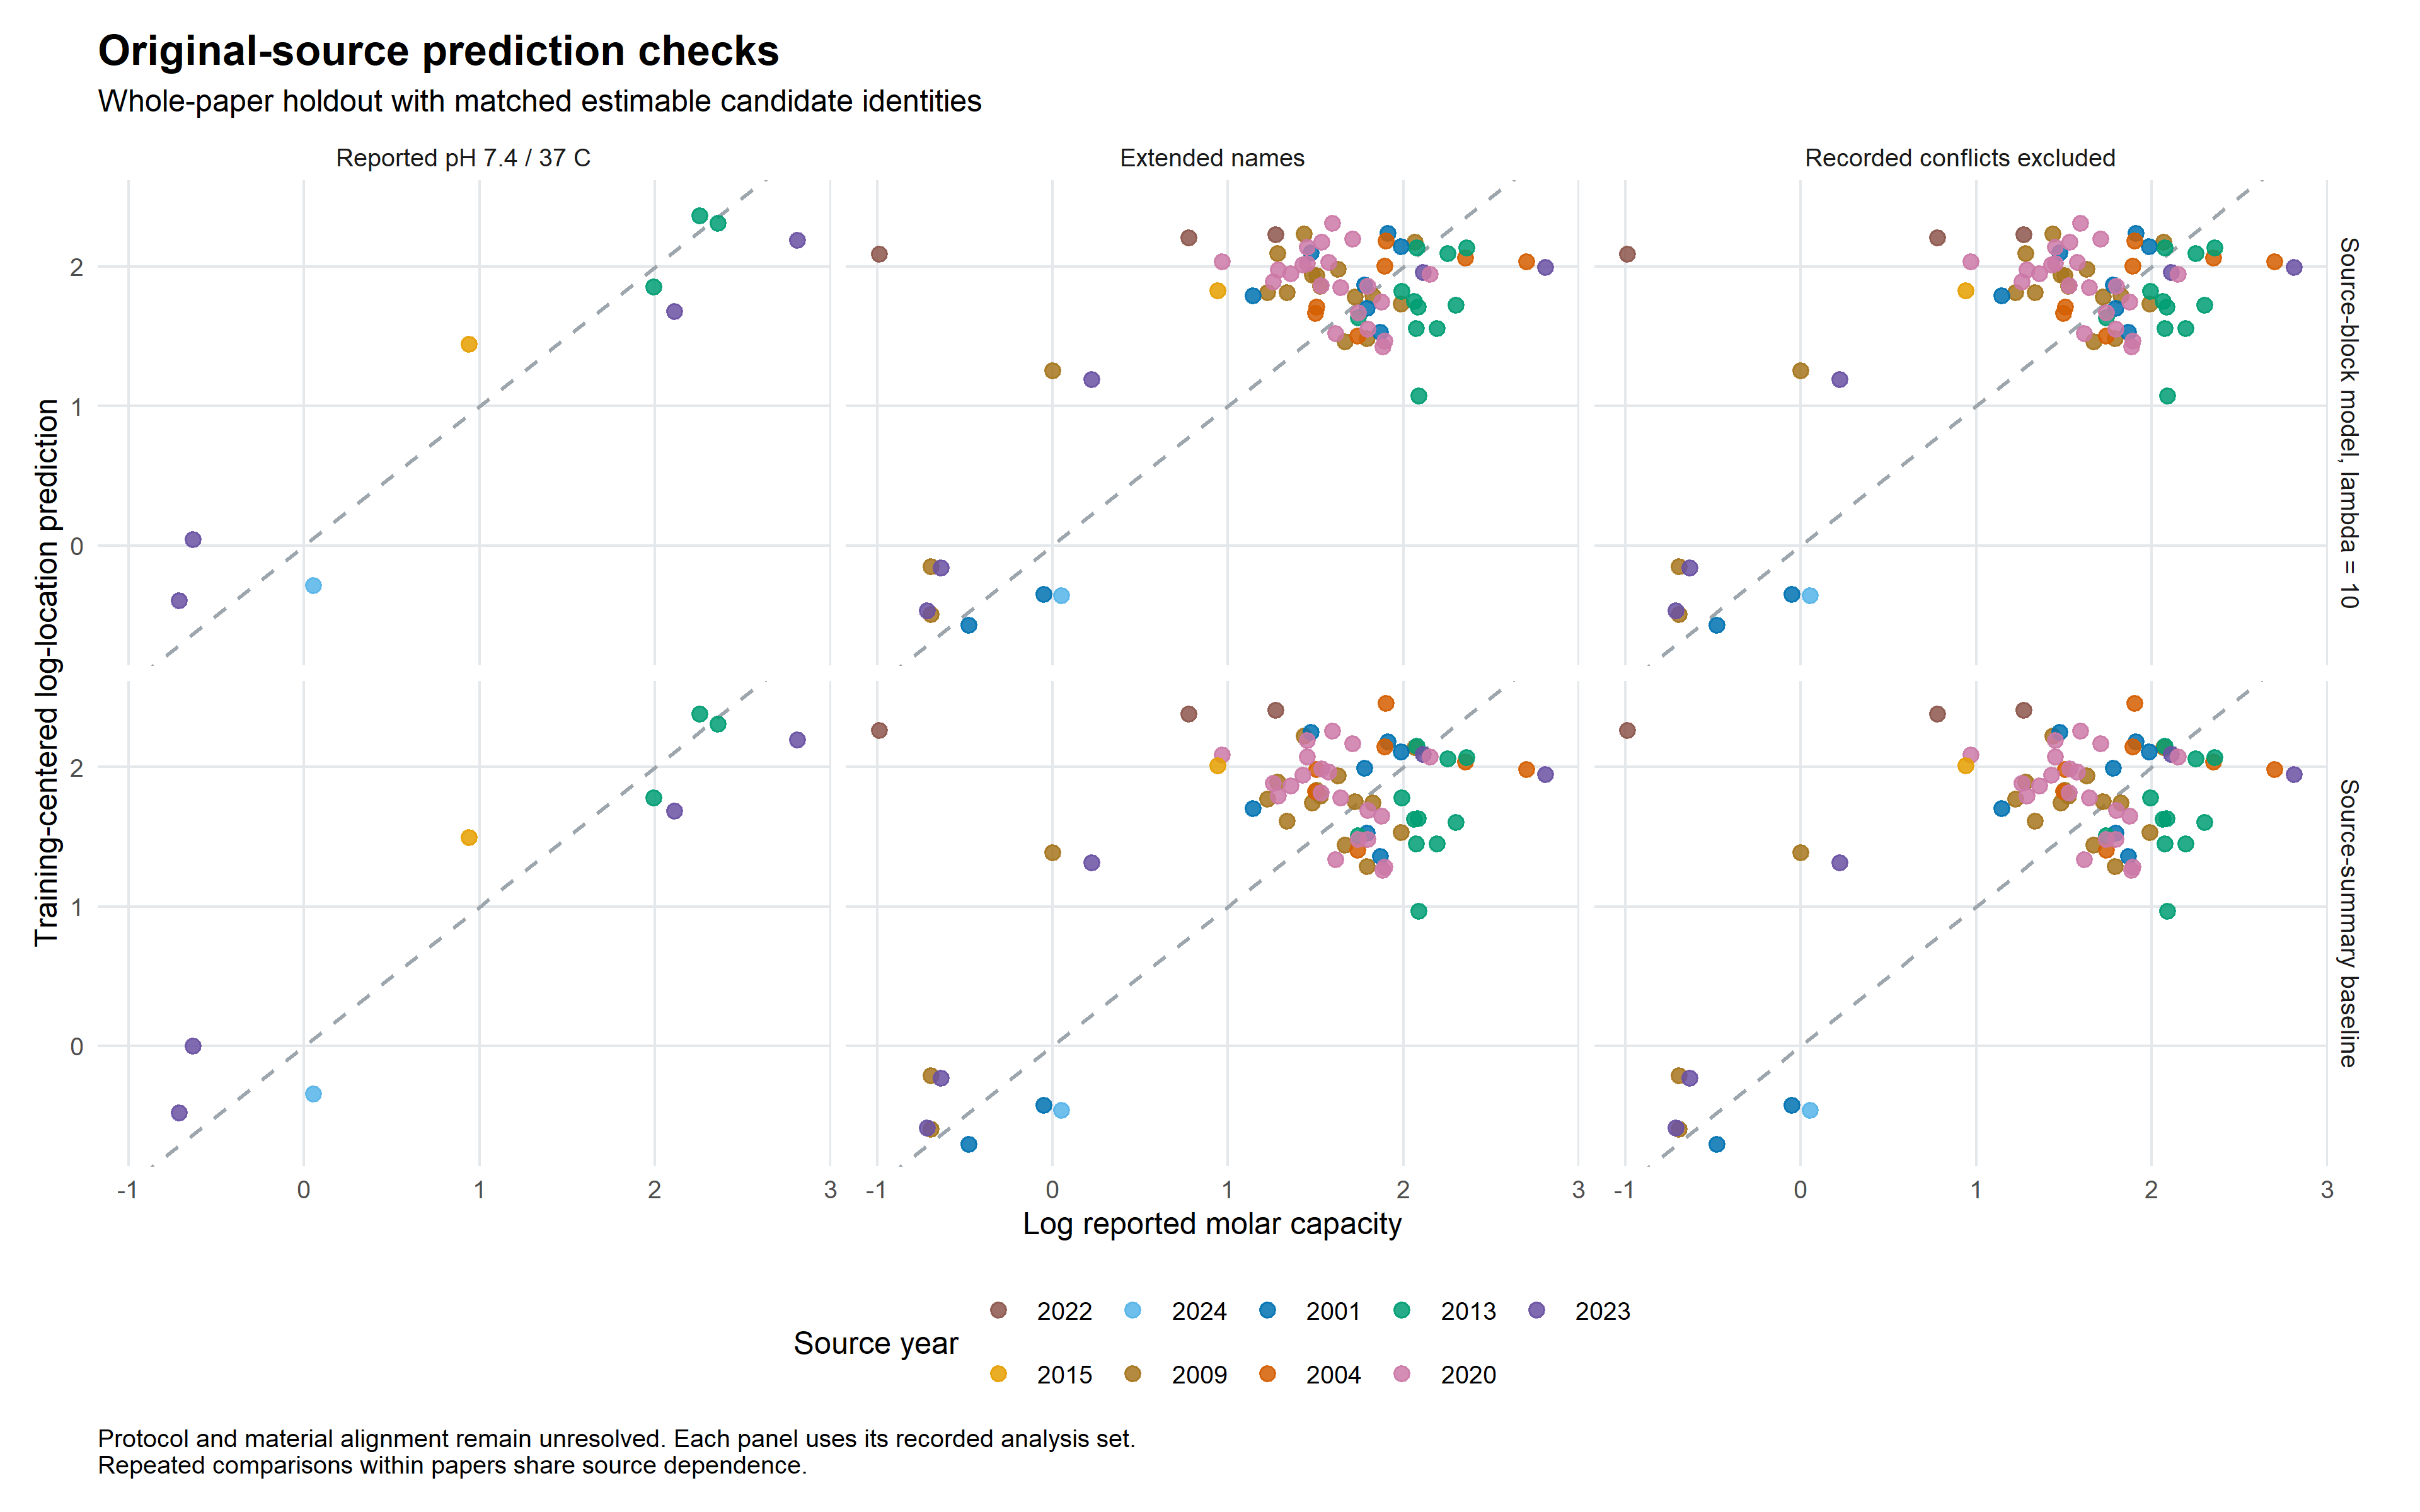 Original-source prediction checks
Whole-paper holdout with matched estimable candidate identities
Reported pH 7.4 / 37 C
Extended names
Recorded conflicts excluded
Training-centered log-location prediction
2
1
0
Source-block model, lambda = 10
2
1
0
Source-summary baseline
-1 0 1 2 3
-1 0 1 2 3
-1 0 1 2 3
Log reported molar capacity
Source year
2022 2024 2001 2013 2023
2015 2009 2004 2020
Protocol and material alignment remain unresolved. Each panel uses its recorded analysis set.
Repeated comparisons within papers share source dependence.